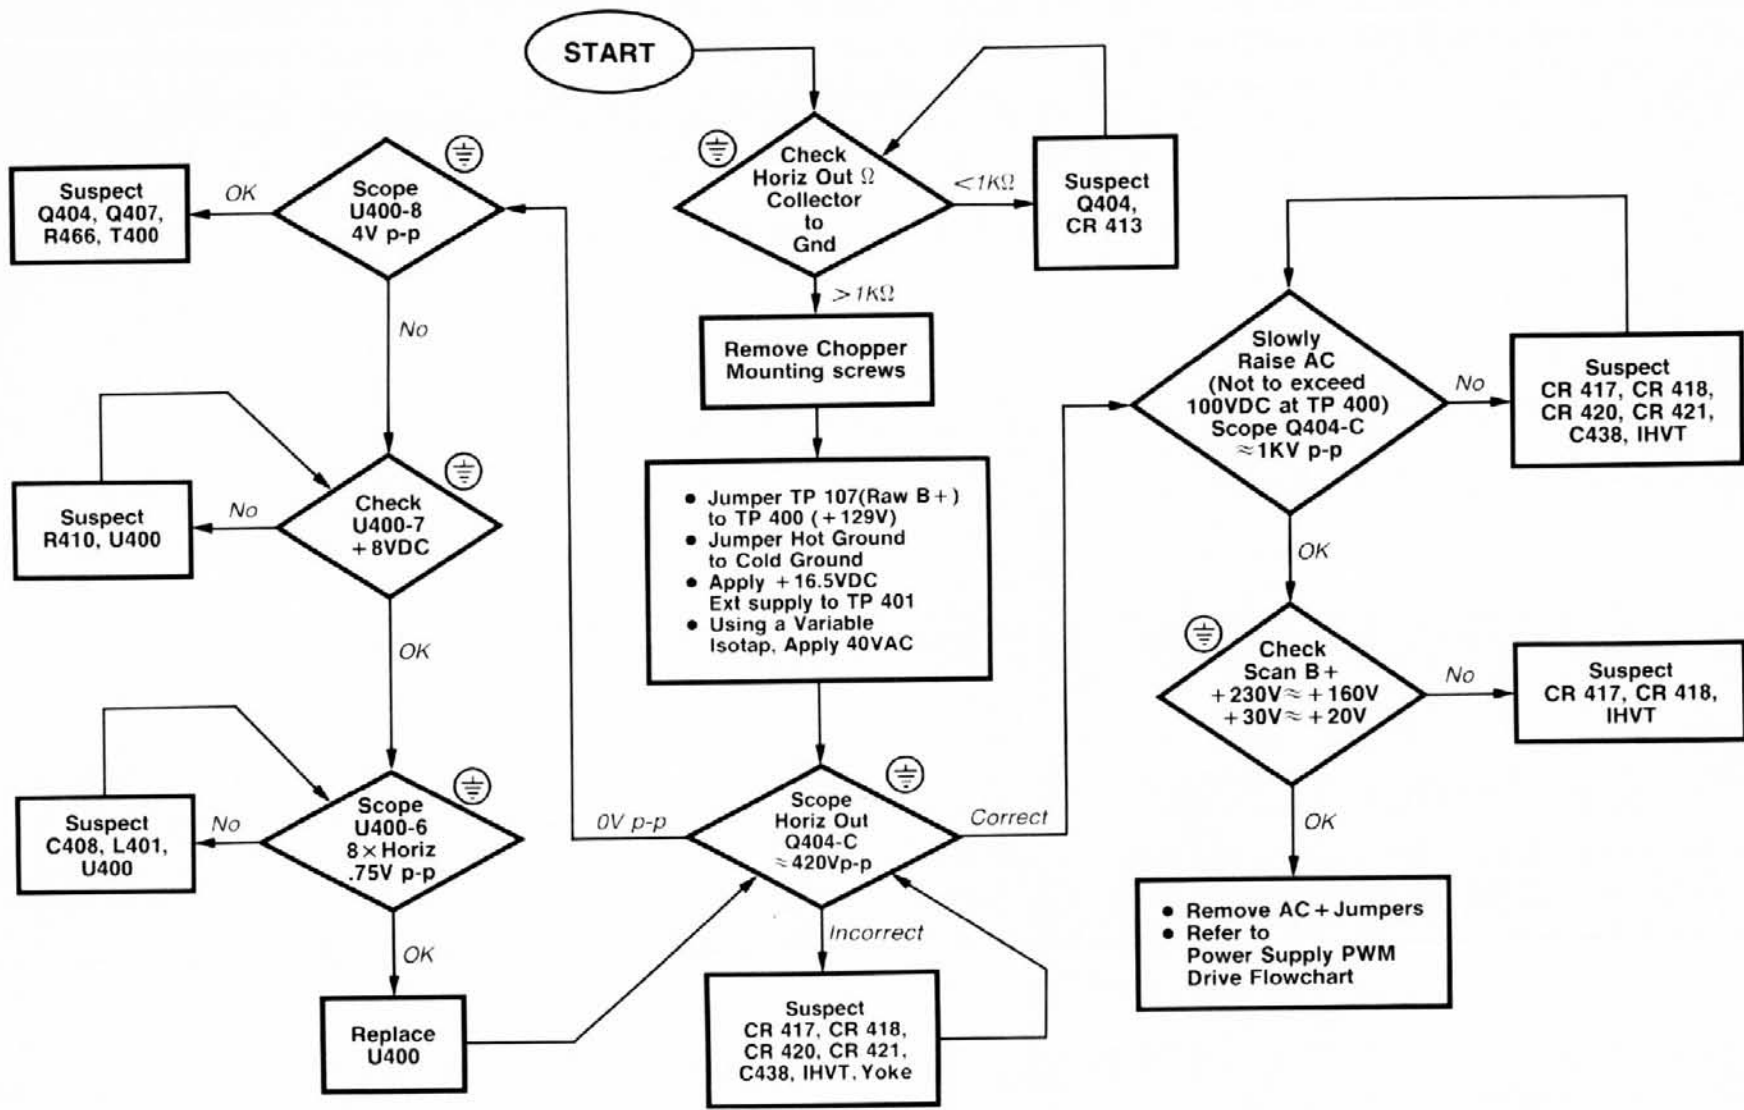 START
Check
Horiz Out Ω
Collector
to
Gnd
<1KΩ
Suspect
Q404,
CR 413
>1KΩ
Remove Chopper
Mounting screws
• Jumper TP 107(Raw B+)
to TP 400 (+129V)
• Jumper Hot Ground
to Cold Ground
• Apply +16.5VDC
Ext supply to TP 401
• Using a Variable
Isotap, Apply 40VAC
Scope
Horiz Out
Q404-C
≈420Vp-p
0V p-p
Correct
Incorrect
Suspect
CR 417, CR 418,
CR 420, CR 421,
C438, IHVT, Yoke
Scope
U400-8
4V p-p
OK
Suspect
Q404, Q407,
R466, T400
No
Check
U400-7
+8VDC
No
Suspect
R410, U400
OK
Scope
U400-6
8×Horiz
.75V p-p
No
Suspect
C408, L401,
U400
OK
Replace
U400
Slowly
Raise AC
(Not to exceed
100VDC at TP 400)
Scope Q404-C
≈1KV p-p
No
Suspect
CR 417, CR 418,
CR 420, CR 421,
C438, IHVT
OK
Check
Scan B+
+230V≈+160V
+30V≈+20V
No
Suspect
CR 417, CR 418,
IHVT
OK
• Remove AC+Jumpers
• Refer to
Power Supply PWM
Drive Flowchart